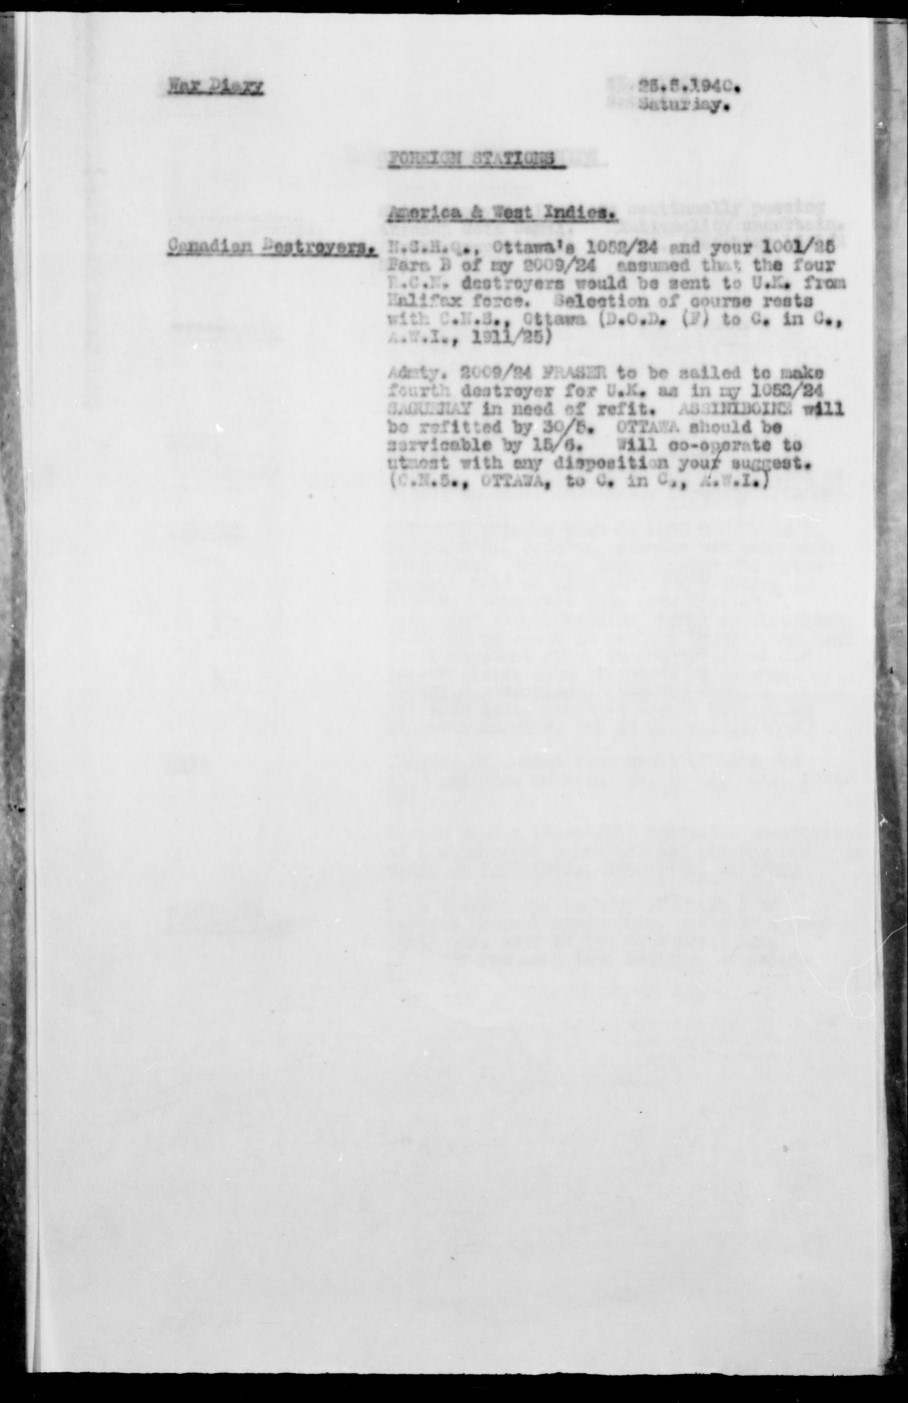 War Diary
25.5.1940.
Saturday.
FOREIGN STATIONS
America & West Indies.
Canadian Destroyers.
N.S.H.Q., Ottawa's 1052/24 and your 1001/25
Para B of my 2009/24 assumed that the four
R.C.N. destroyers would be sent to U.K. from
Halifax force. Selection of course rests
with C.N.S., Ottawa (D.O.D. (F) to C. in C.,
A.W.I., 1911/25)
Admty. 2009/24 FRASER to be sailed to make
fourth destroyer for U.K. as in my 1052/24
SAGUENAY in need of refit. ASSINIBOINE will
be refitted by 30/5. OTTAWA should be
servicable by 15/6. Will co-operate to
utmost with any disposition your suggest.
(C.N.S., OTTAWA, to C. in C., A.W.I.)